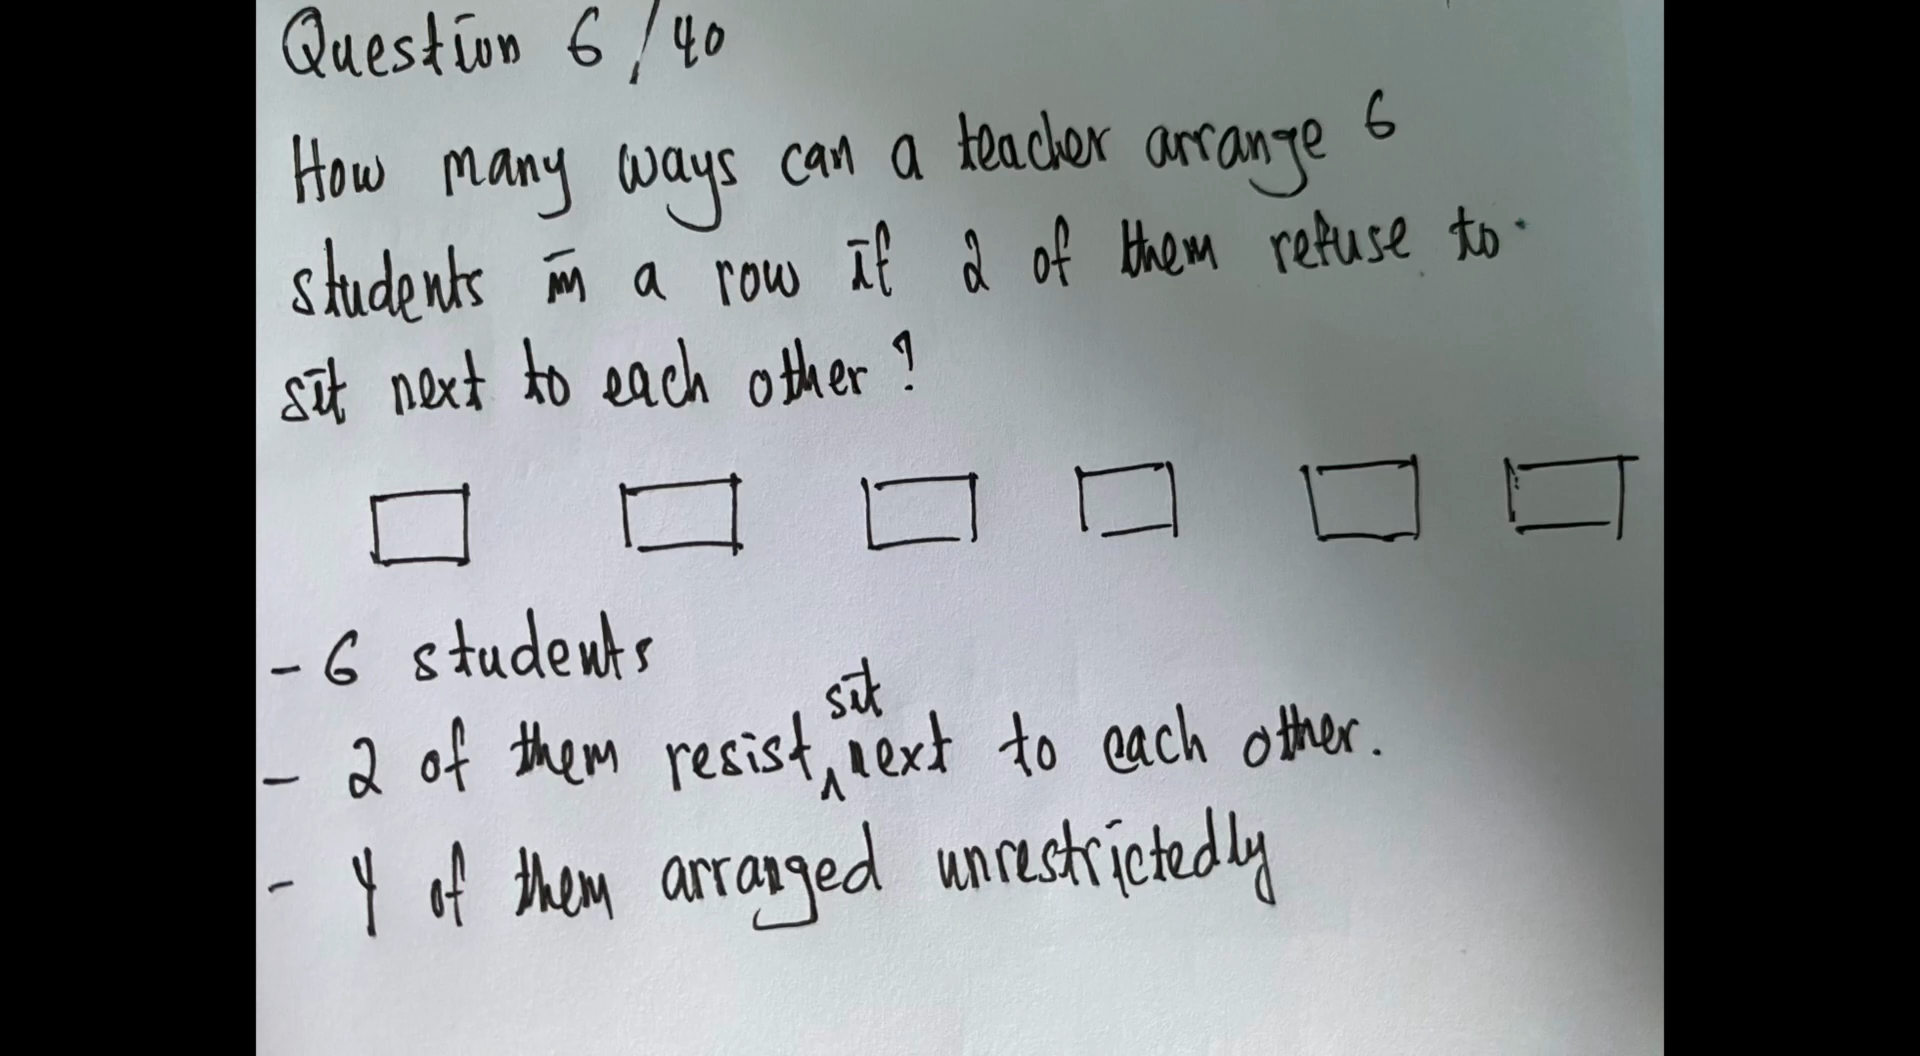 Question 6/40
How many ways can a teacher arrange 6
students in a row if 2 of them refuse to
sit next to each other?
- 6 students
- 2 of them resist sit next to each other.
- 4 of them arranged unrestrictedly